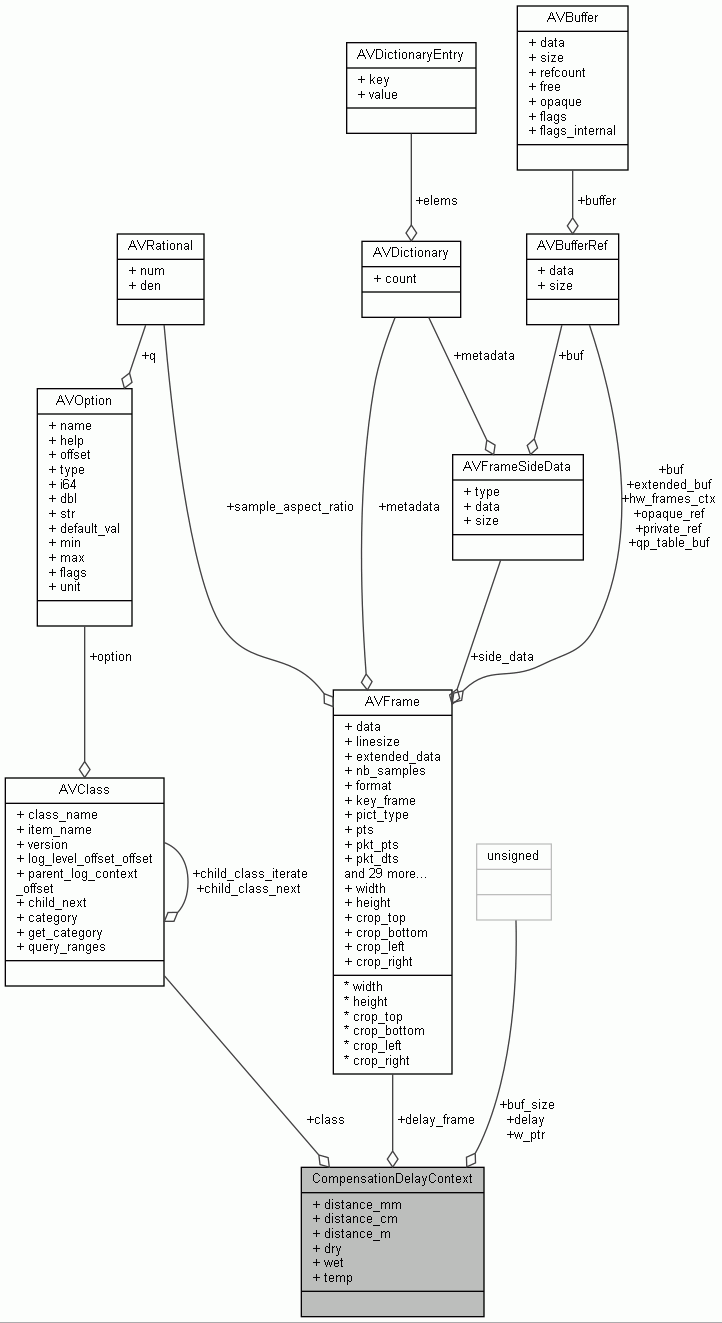 AVBuffer
+ data
+ size
+ refcount
+ free
+ opaque
+ flags
+ flags_internal
AVDictionaryEntry
+ key
+ value
+elems
+buffer
AVRational
+ num
+ den
AVDictionary
+ count
AVBufferRef
+ data
+ size
+q
+metadata
+buf
AVOption
+ name
+ help
+ offset
+ type
+ i64
+ dbl
+ str
+ default_val
+ min
+ max
+ flags
+ unit
AVFrameSideData
+ type
+ data
+ size
+sample_aspect_ratio
+metadata
+buf
+extended_buf
+hw_frames_ctx
+opaque_ref
+private_ref
+qp_table_buf
+option
+side_data
AVFrame
+ data
+ linesize
+ extended_data
+ nb_samples
+ format
+ key_frame
+ pict_type
+ pts
+ pkt_pts
+ pkt_dts
and 29 more...
+ width
+ height
+ crop_top
+ crop_bottom
+ crop_left
+ crop_right
* width
* height
* crop_top
* crop_bottom
* crop_left
* crop_right
AVClass
+ class_name
+ item_name
+ version
+ log_level_offset_offset
+ parent_log_context
_offset
+ child_next
+ category
+ get_category
+ query_ranges
+child_class_iterate
+child_class_next
unsigned
+class
+delay_frame
+buf_size
+delay
+w_ptr
CompensationDelayContext
+ distance_mm
+ distance_cm
+ distance_m
+ dry
+ wet
+ temp